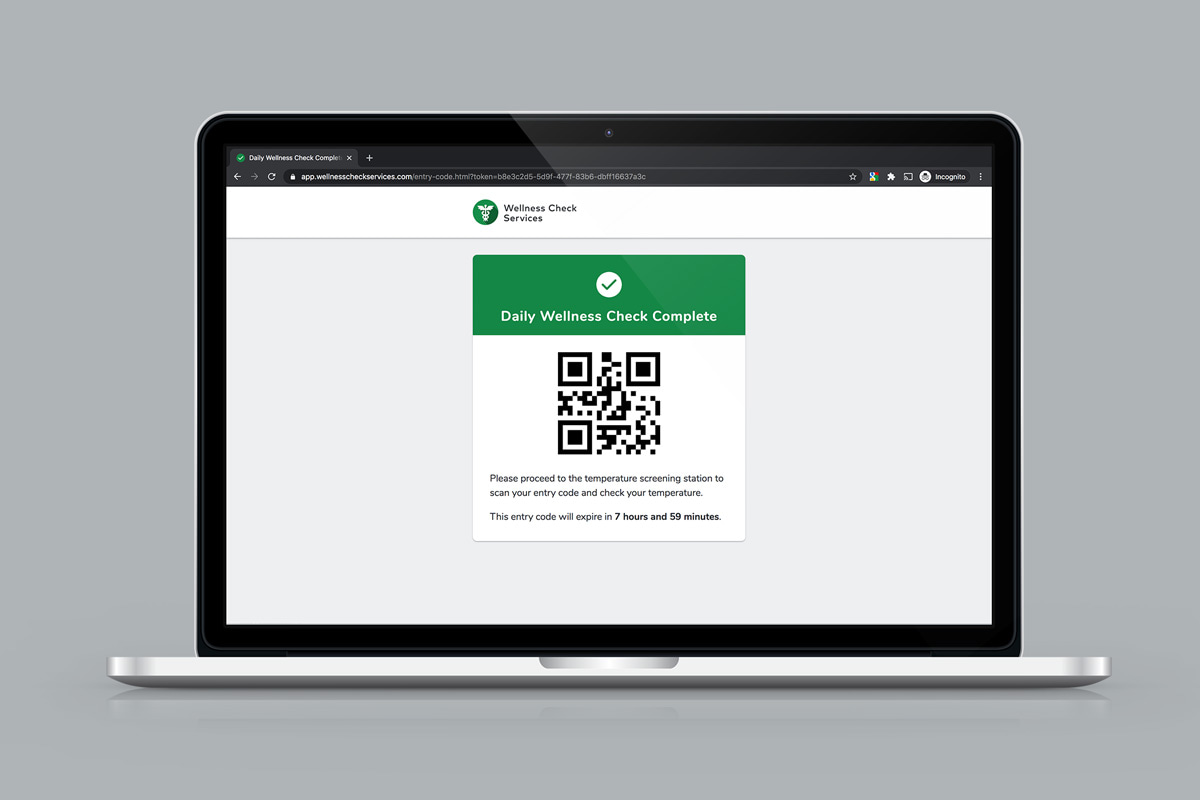 Daily Wellness Check Complet
app.wellnesscheckservices.com/entry-code.html?token=b8e3c2d5-5d9f-477f-83b6-dbff16637a3c
Incognito
Wellness Check
Services
Daily Wellness Check Complete
Please proceed to the temperature screening station to
scan your entry code and check your temperature.
This entry code will expire in 7 hours and 59 minutes.